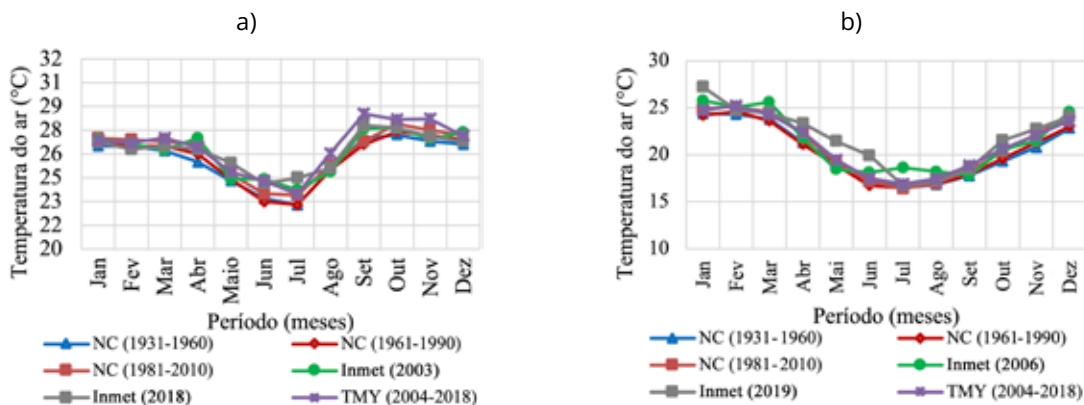 a)
b)
Temperatura do ar (°C)
32
31
29
28
26
25
23
22
20
Jan
Fev
Mar
Abr
Maio
Jun
Jul
Ago
Set
Out
Nov
Dez
Período (meses)
NC (1931-1960)
NC (1961-1990)
NC (1981-2010)
Inmet (2003)
Inmet (2018)
TMY (2004-2018)
Temperatura do ar (°C)
30
25
20
15
10
Jan
Fev
Mar
Abr
Mai
Jun
Jul
Ago
Set
Out
Nov
Dez
Período (meses)
NC (1931-1960)
NC (1961-1990)
NC (1981-2010)
Inmet (2006)
Inmet (2019)
TMY (2004-2018)